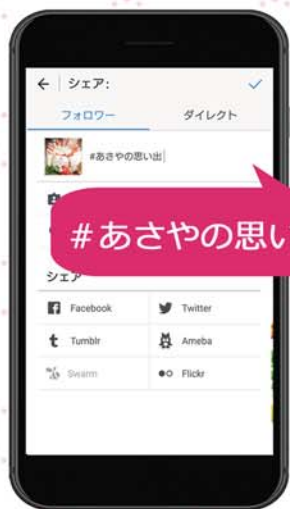 シェア:
フォロワー ダイレクト
#あさやの思い出
#あさやの思い
シェア
Facebook Twitter
Tumblr Ameba
Swarm Flickr